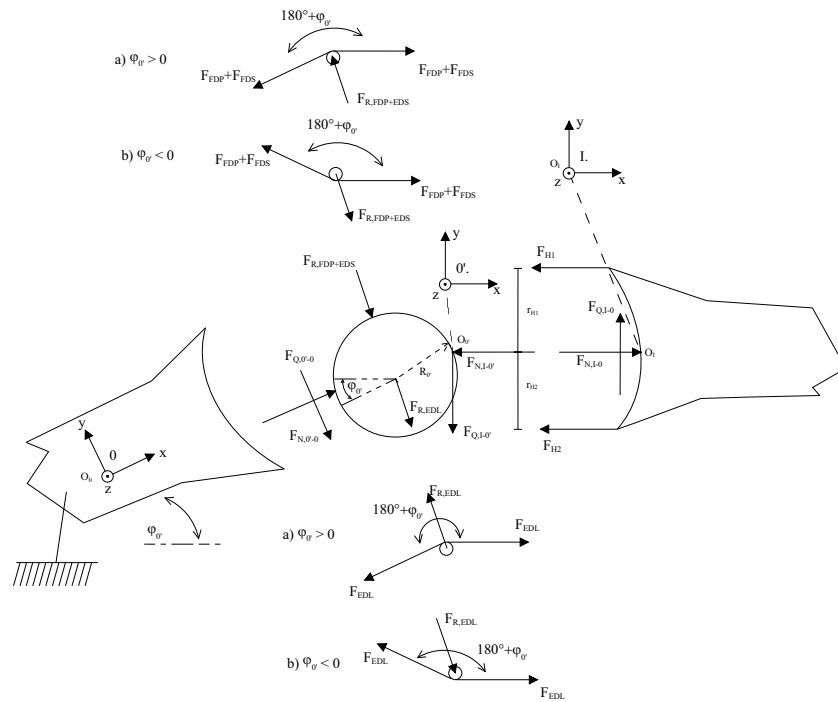 180°+φ0'
a) φ0' > 0
FFDP+FFDS
FFDP+FFDS
FR,FDP+EDS
180°+φ0'
b) φ0' < 0
FFDP+FFDS
FFDP+FFDS
FR,FDP+EDS
y
O1
I.
z
x
y
FR,FDP+EDS
0'.
z
x
FH1
rH1
FQ,I-0
FQ,0'-0
O0'
FN,I-0'
FN,I-0
O1
R0'
φ0'
FR,EDL
rH2
FN,0'-0
FQ,I-0'
FH2
y
0
x
O0
z
φ0'
FR,EDL
180°+φ0'
a) φ0' > 0
FEDL
FEDL
FR,EDL
180°+φ0'
b) φ0' < 0
FEDL
FEDL